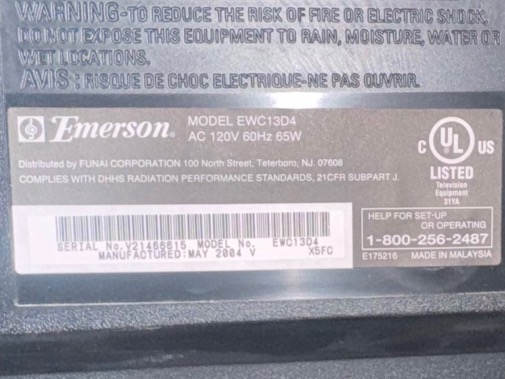 WARNING-TO REDUCE THE RISK OF FIRE OR ELECTRIC SHOCK,
DO NOT EXPOSE THIS EQUIPMENT TO RAIN, MOISTURE, WATER OR
WET LOCATIONS.
AVIS : RISQUE DE CHOC ELECTRIQUE-NE PAS OUVRIR.
Emerson.
MODEL EWC13D4
AC 120V 60Hz 65W
C UL US
LISTED
Television
Equipment
31YA
Distributed by FUNAI CORPORATION 100 North Street, Teterboro, NJ. 07608
COMPLIES WITH DHHS RADIATION PERFORMANCE STANDARDS, 21CFR SUBPART J.
SERIAL No. V21466615 MODEL No. EWC13D4
MANUFACTURED:MAY 2004 V X5FC
HELP FOR SET-UP
OR OPERATING
1-800-256-2487
E175216 MADE IN MALAYSIA